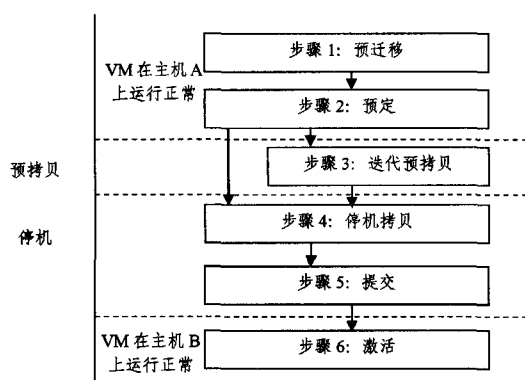 步骤 1：预迁移
VM 在主机 A
上运行正常
步骤 2：预定
步骤 3：迭代预拷贝
预拷贝
步骤 4：停机拷贝
停机
步骤 5：提交
VM 在主机 B
上运行正常
步骤 6：激活